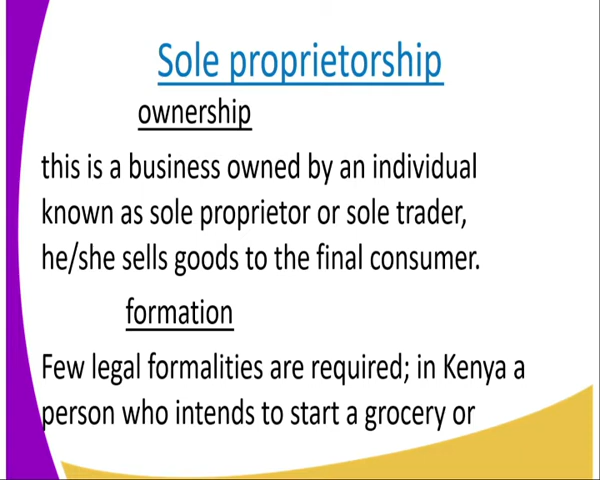 Sole proprietorship
ownership
this is a business owned by an individual
known as sole proprietor or sole trader,
he/she sells goods to the final consumer.
formation
Few legal formalities are required; in Kenya a
person who intends to start a grocery or